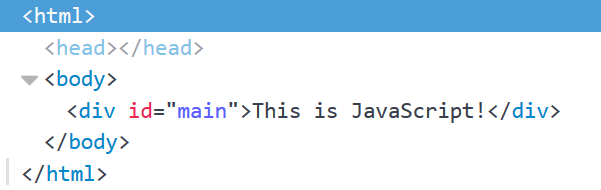 <html>
<head></head>
<body>
<div id="main">This is JavaScript!</div>
</body>
</html>